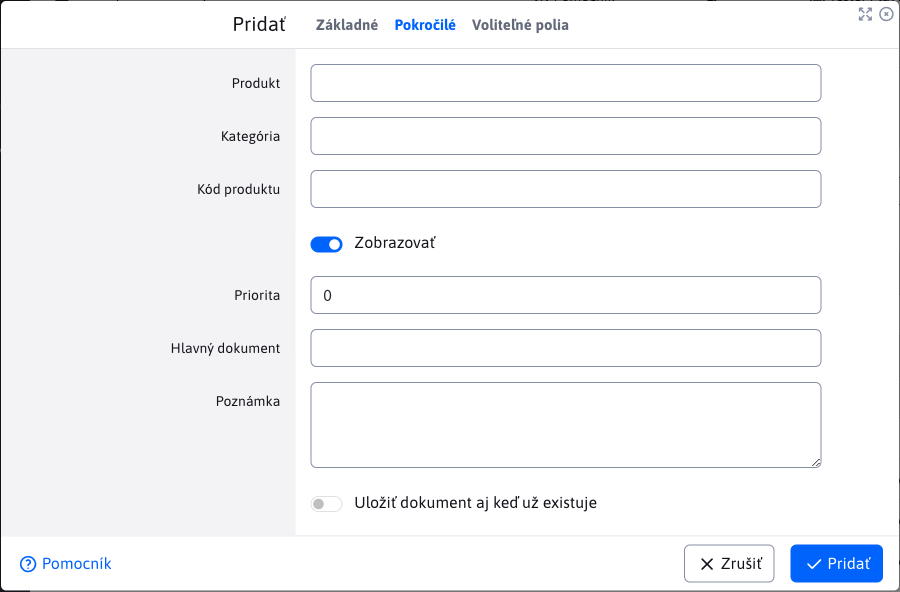 Pridať Základné Pokročilé Voliteľné polia
Produkt
Kategória
Kód produktu
Zobrazovať
Priorita 0
Hlavný dokument
Poznámka
Uložiť dokument aj keď už existuje
Pomocník Zrušiť Pridať